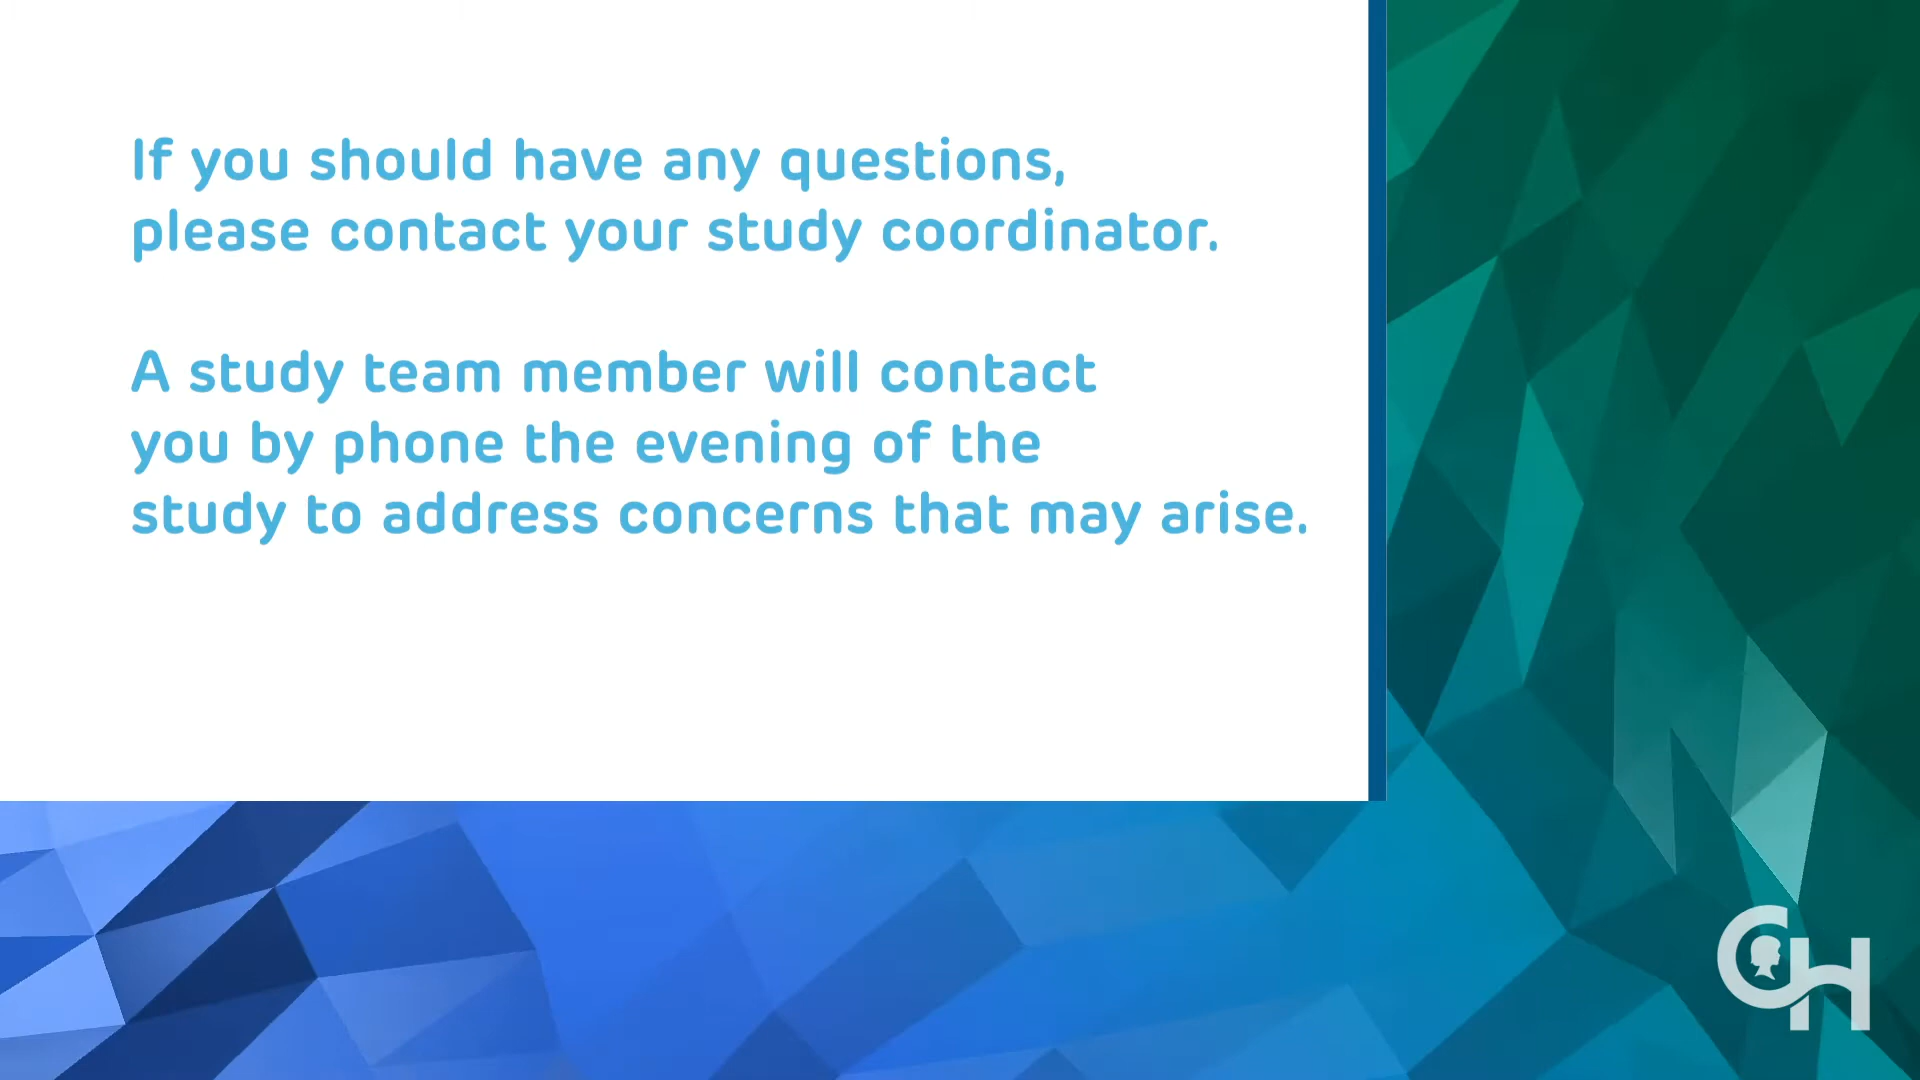 If you should have any questions,
please contact your study coordinator.
A study team member will contact
you by phone the evening of the
study to address concerns that may arise.
CH